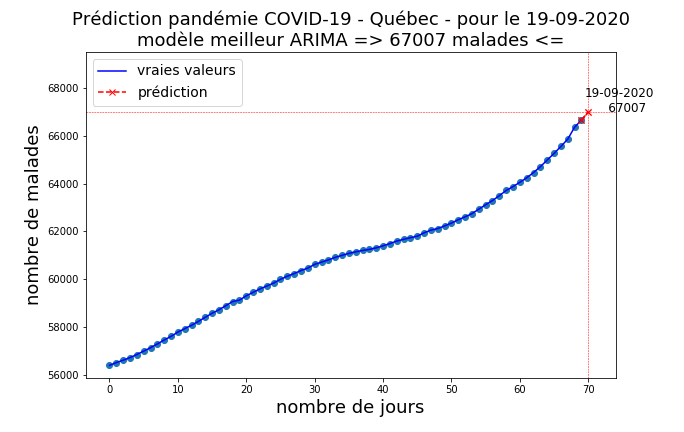 Prédiction pandémie COVID-19 - Québec - pour le 19-09-2020
modèle meilleur ARIMA => 67007 malades <=
vraies valeurs
prédiction
19-09-2020
67007
68000
66000
64000
62000
60000
58000
56000
nombre de malades
0 10 20 30 40 50 60 70
nombre de jours